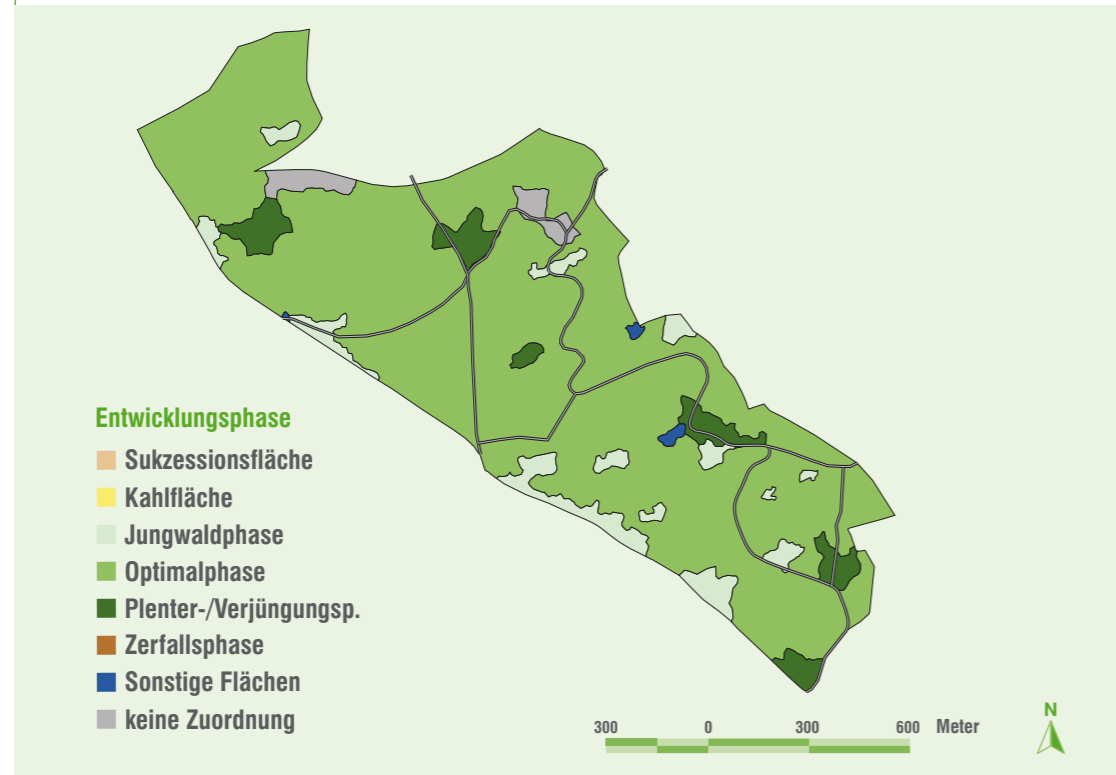 Entwicklungsphase
Sukzessionsfläche
Kahlfläche
Jungwaldphase
Optimalphase
Plenter-/Verjüngungsp.
Zerfallsphase
Sonstige Flächen
keine Zuordnung
300 0 300 600 Meter
N